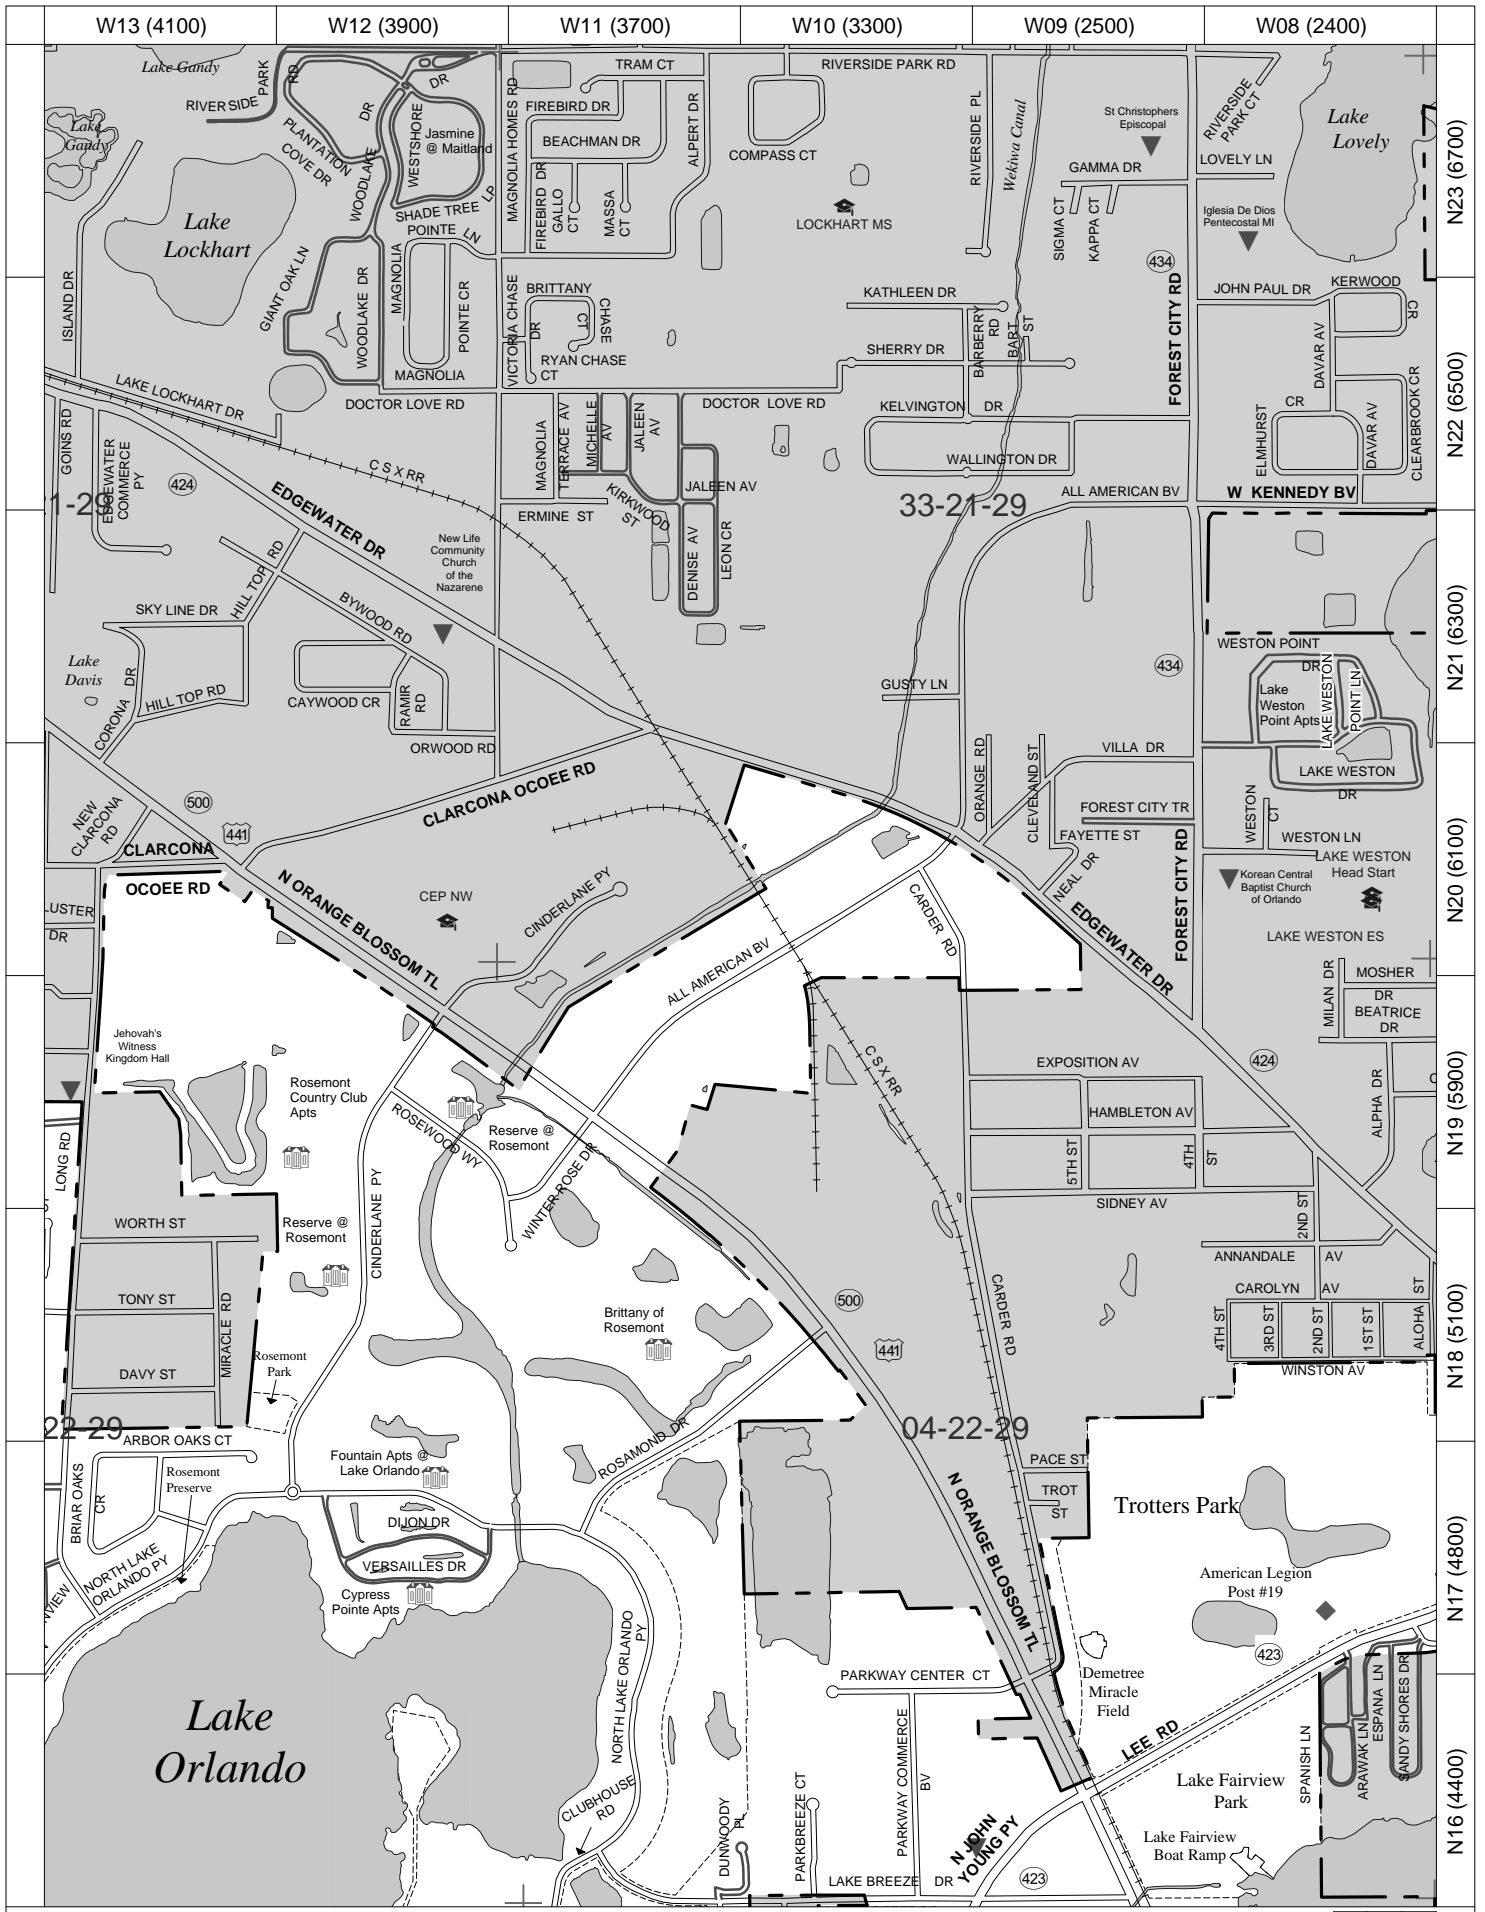 W13 (4100)
W12 (3900)
W11 (3700)
W10 (3300)
W09 (2500)
W08 (2400)
N23 (6700)
N22 (6500)
N21 (6300)
N20 (6100)
N19 (5900)
N18 (5100)
N17 (4800)
N16 (4400)
Lake Gandy
Lake
Gandy
RIVERSIDE
PARK
RD
PLANTATION
COVE DR
WOODLAKE
DR
WESTSHORE
DR
Jasmine
@ Maitland
SHADE TREE
LP
POINTE LN
MAGNOLIA HOMES RD
TRAM CT
FIREBIRD DR
BEACHMAN DR
ALPERT DR
FIREBIRD DR
GALLO
CT
MASSA
CT
COMPASS CT
RIVERSIDE PARK RD
RIVERSIDE PL
Wekiwa Canal
LOCKHART MS
St Christophers
Episcopal
GAMMA DR
SIGMA CT
KAPPA CT
RIVERSIDE
PARK CT
LOVELY LN
Iglesia De Dios
Pentecostal MI
Lake
Lovely
Lake
Lockhart
434
ISLAND DR
GIANT OAK LN
WOODLAKE DR
MAGNOLIA
POINTE CR
MAGNOLIA
VICTORIA CHASE
DR
BRITTANY
CHASE
CT
RYAN CHASE
CT
KATHLEEN DR
BARBERRY
RD
BART
ST
SHERRY DR
FOREST CITY RD
JOHN PAUL DR
KERWOOD
CR
DAVAR AV
LAKE LOCKHART DR
DOCTOR LOVE RD
DOCTOR LOVE RD
KELVINGTON DR
WALLINGTON DR
ELMHURST
CR
DAVAR AV
CLEARBROOK CR
GOINS RD
EDGEWATER
COMMERCE
PY
424
C S X RR
MAGNOLIA
TERRACE AV
MICHELLE
AV
JALEEN
AV
JALEEN AV
KIRKWOOD
ST
ERMINE ST
DENISE AV
LEON CR
EDGEWATER DR
33-21-29
ALL AMERICAN BV
W KENNEDY BV
21-29
New Life
Community
Church
of the
Nazarene
HILL TOP RD
SKY LINE DR
BYWOOD RD
Lake
Davis
CORONA DR
HILL TOP RD
CAYWOOD CR
RAMIR
RD
ORWOOD RD
GUSTY LN
434
WESTON POINT
DR
Lake
Weston
Point Apts
LAKE WESTON
POINT LN
LAKE WESTON
DR
CLARCONA OCOEE RD
ORANGE RD
CLEVELAND ST
VILLA DR
FOREST CITY TR
FAYETTE ST
NEAL DR
FOREST CITY RD
WESTON
CT
WESTON LN
LAKE WESTON
Head Start
Korean Central
Baptist Church
of Orlando
LAKE WESTON ES
NEW
CLARCONA
RD
500
441
CLARCONA
OCOEE RD
LUSTER
DR
N ORANGE BLOSSOM TL
CEP NW
CINDERLANE PY
ALL AMERICAN BV
CARDER RD
EDGEWATER DR
MILAN DR
MOSHER
DR
BEATRICE
DR
Jehovah's
Witness
Kingdom Hall
Rosemont
Country Club
Apts
ROSEWOOD WY
Reserve @
Rosemont
WINTER ROSE DR
C S X RR
EXPOSITION AV
HAMBLETON AV
5TH ST
4TH
ST
SIDNEY AV
424
ALPHA DR
LONG RD
WORTH ST
Reserve @
Rosemont
CINDERLANE PY
2ND ST
ANNANDALE AV
CAROLYN AV
ST
TONY ST
MIRACLE RD
Brittany of
Rosemont
500
441
CARDER RD
4TH ST
3RD ST
2ND ST
1ST ST
ALOHA
DAVY ST
Rosemont
Park
WINSTON AV
22-29
04-22-29
ARBOR OAKS CT
BRIAR OAKS
CR
Rosemont
Preserve
Fountain Apts @
Lake Orlando
ROSAMOND DR
PACE ST
TROT
ST
Trotters Park
DIJON DR
VERSAILLES DR
N ORANGE BLOSSOM TL
NORTH LAKE
ORLANDO PY
NVIEW
Cypress
Pointe Apts
American Legion
Post #19
423
NORTH LAKE ORLANDO
PY
PARKWAY CENTER CT
Demetree
Miracle
Field
Lake
Orlando
PARKWAY COMMERCE
BV
LEE RD
SPANISH LN
ARAWAK LN
ESPANA LN
SANDY SHORES DR
Lake Fairview
Park
CLUBHOUSE
RD
DUNWOODY
PL
PARKBREEZE CT
N JOHN
YOUNG PY
Lake Fairview
Boat Ramp
LAKE BREEZE DR
423